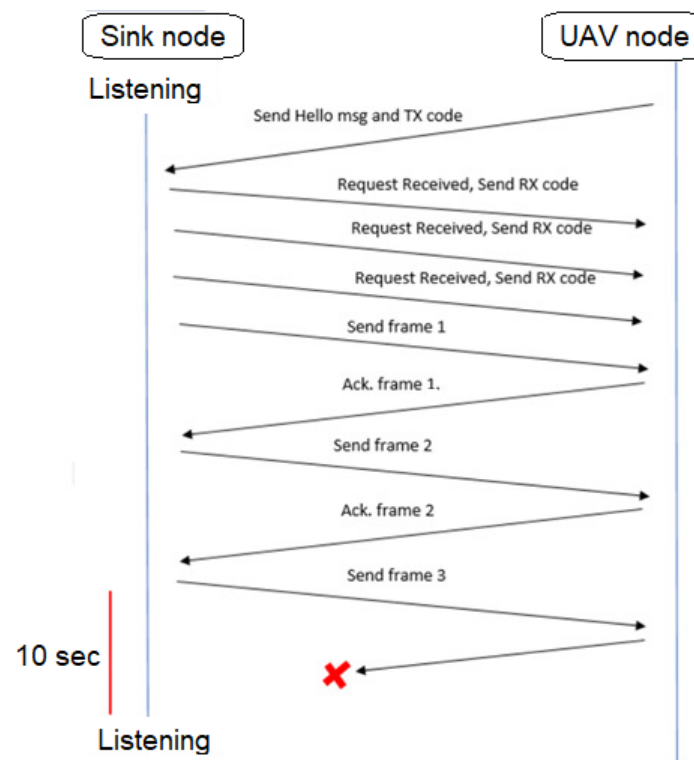 Sink node
UAV node
Listening
Send Hello msg and TX code
Request Received, Send RX code
Request Received, Send RX code
Request Received, Send RX code
Send frame 1
Ack. frame 1.
Send frame 2
Ack. frame 2
Send frame 3
10 sec
Listening